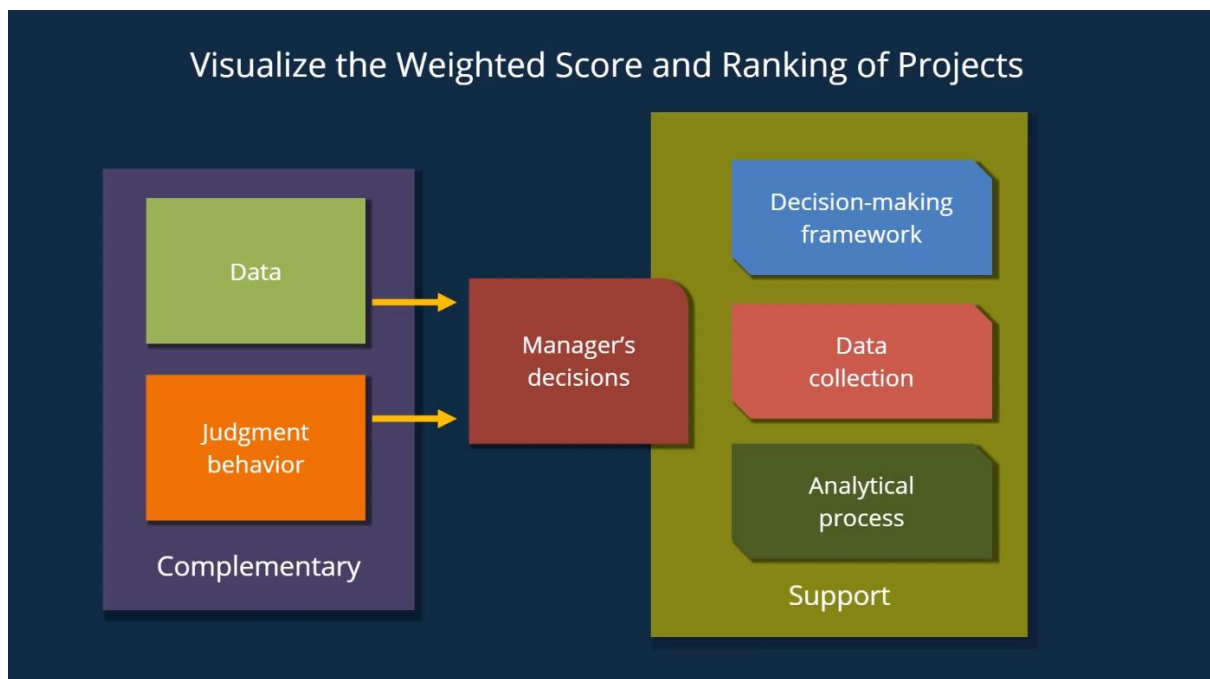 Visualize the Weighted Score and Ranking of Projects
Data
Judgment
behavior
Complementary
Manager’s
decisions
Decision-making
framework
Data
collection
Analytical
process
Support